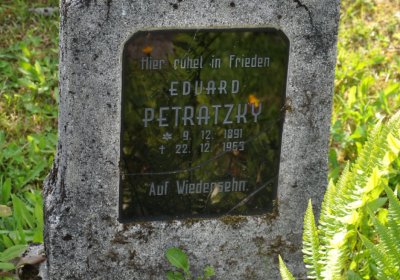 Hier ruhet in Frieden
EDUARD
PETRATZKY
* 9. 12. 1891
† 22. 12. 1965
Auf Wiedersehn.